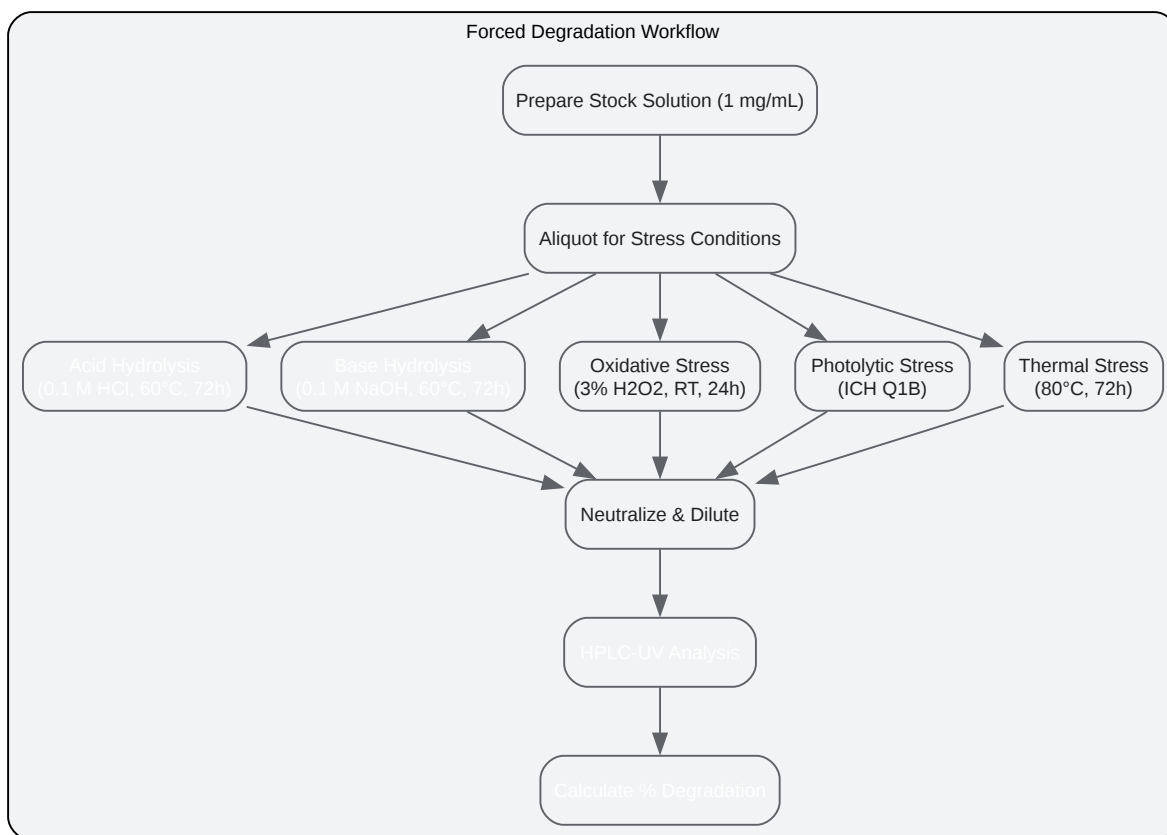 Forced Degradation Workflow
Prepare Stock Solution (1 mg/mL)
Aliquot for Stress Conditions
Acid Hydrolysis
(0.1 M HCl, 60°C, 72h)
Base Hydrolysis
(0.1 M NaOH, 60°C, 72h)
Oxidative Stress
(3% H2O2, RT, 24h)
Photolytic Stress
(ICH Q1B)
Thermal Stress
(80°C, 72h)
Neutralize & Dilute
HPLC-UV Analysis
Calculate % Degradation